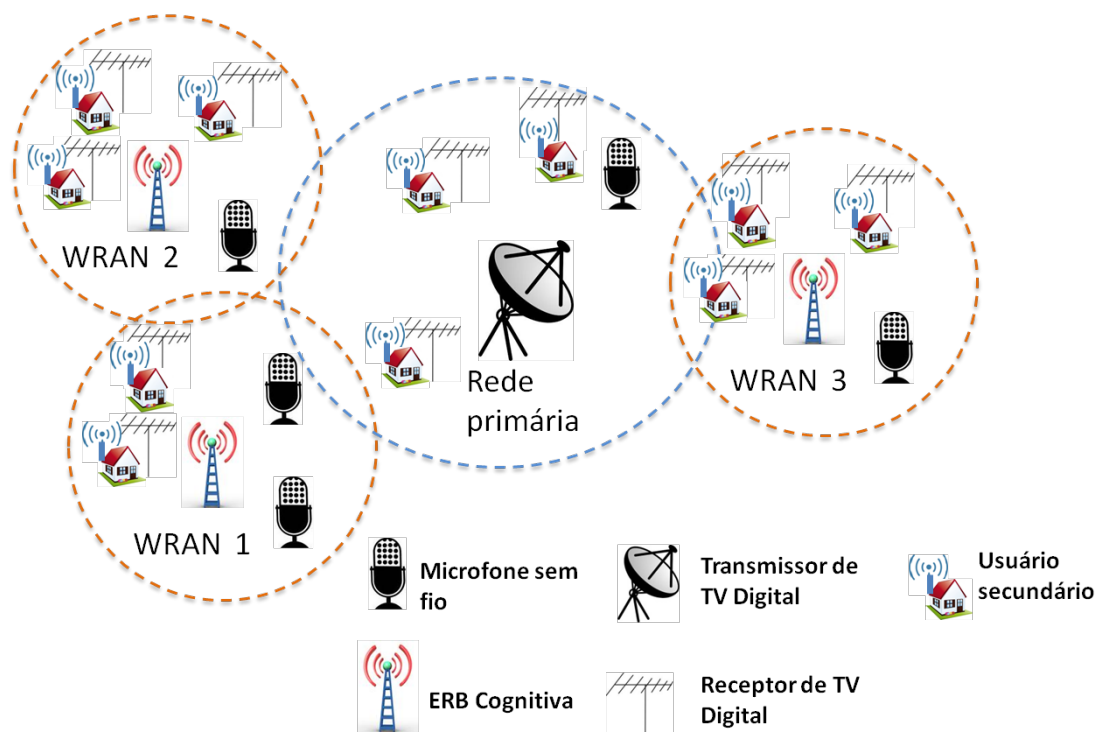 WRAN 2
Rede
primária
WRAN 3
WRAN 1
Microfone sem
fio
Transmissor de
TV Digital
Usuário
secundário
ERB Cognitiva
Receptor de TV
Digital